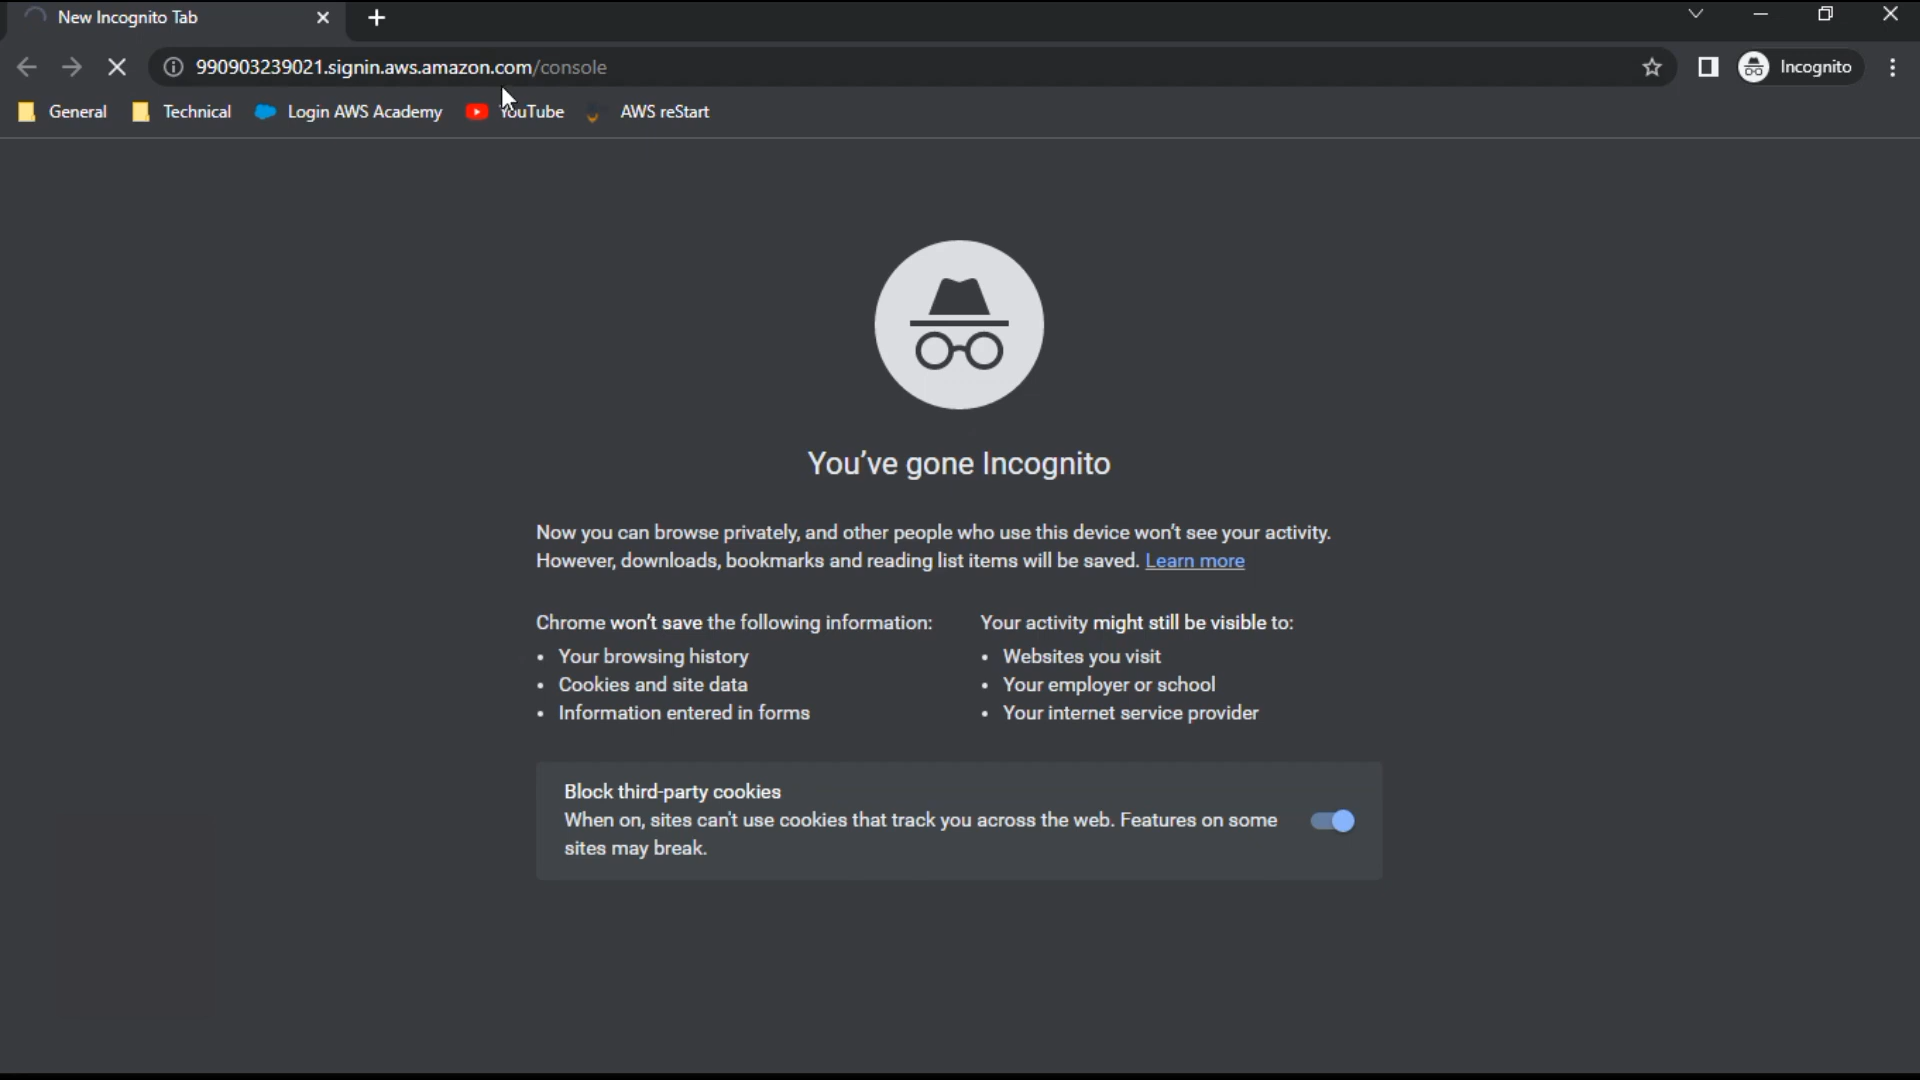 New Incognito Tab
990903239021.signin.aws.amazon.com/console
Incognito
General Technical Login AWS Academy YouTube AWS reStart
You've gone Incognito
Now you can browse privately, and other people who use this device won't see your activity.
However, downloads, bookmarks and reading list items will be saved. Learn more
Chrome won't save the following information:
Your browsing history
Cookies and site data
Information entered in forms
Your activity might still be visible to:
Websites you visit
Your employer or school
Your internet service provider
Block third-party cookies
When on, sites can't use cookies that track you across the web. Features on some
sites may break.